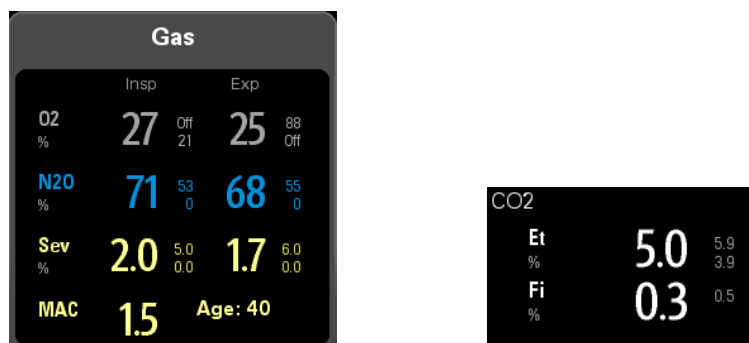 Gas
Insp Exp
O2 % 27 Off 21 25 88 Off
N2O % 71 53 0 68 55 0
Sev % 2.0 5.0 0.0 1.7 6.0 0.0
MAC 1.5 Age: 40
CO2
Et % 5.0 5.9 3.9
Fi % 0.3 0.5